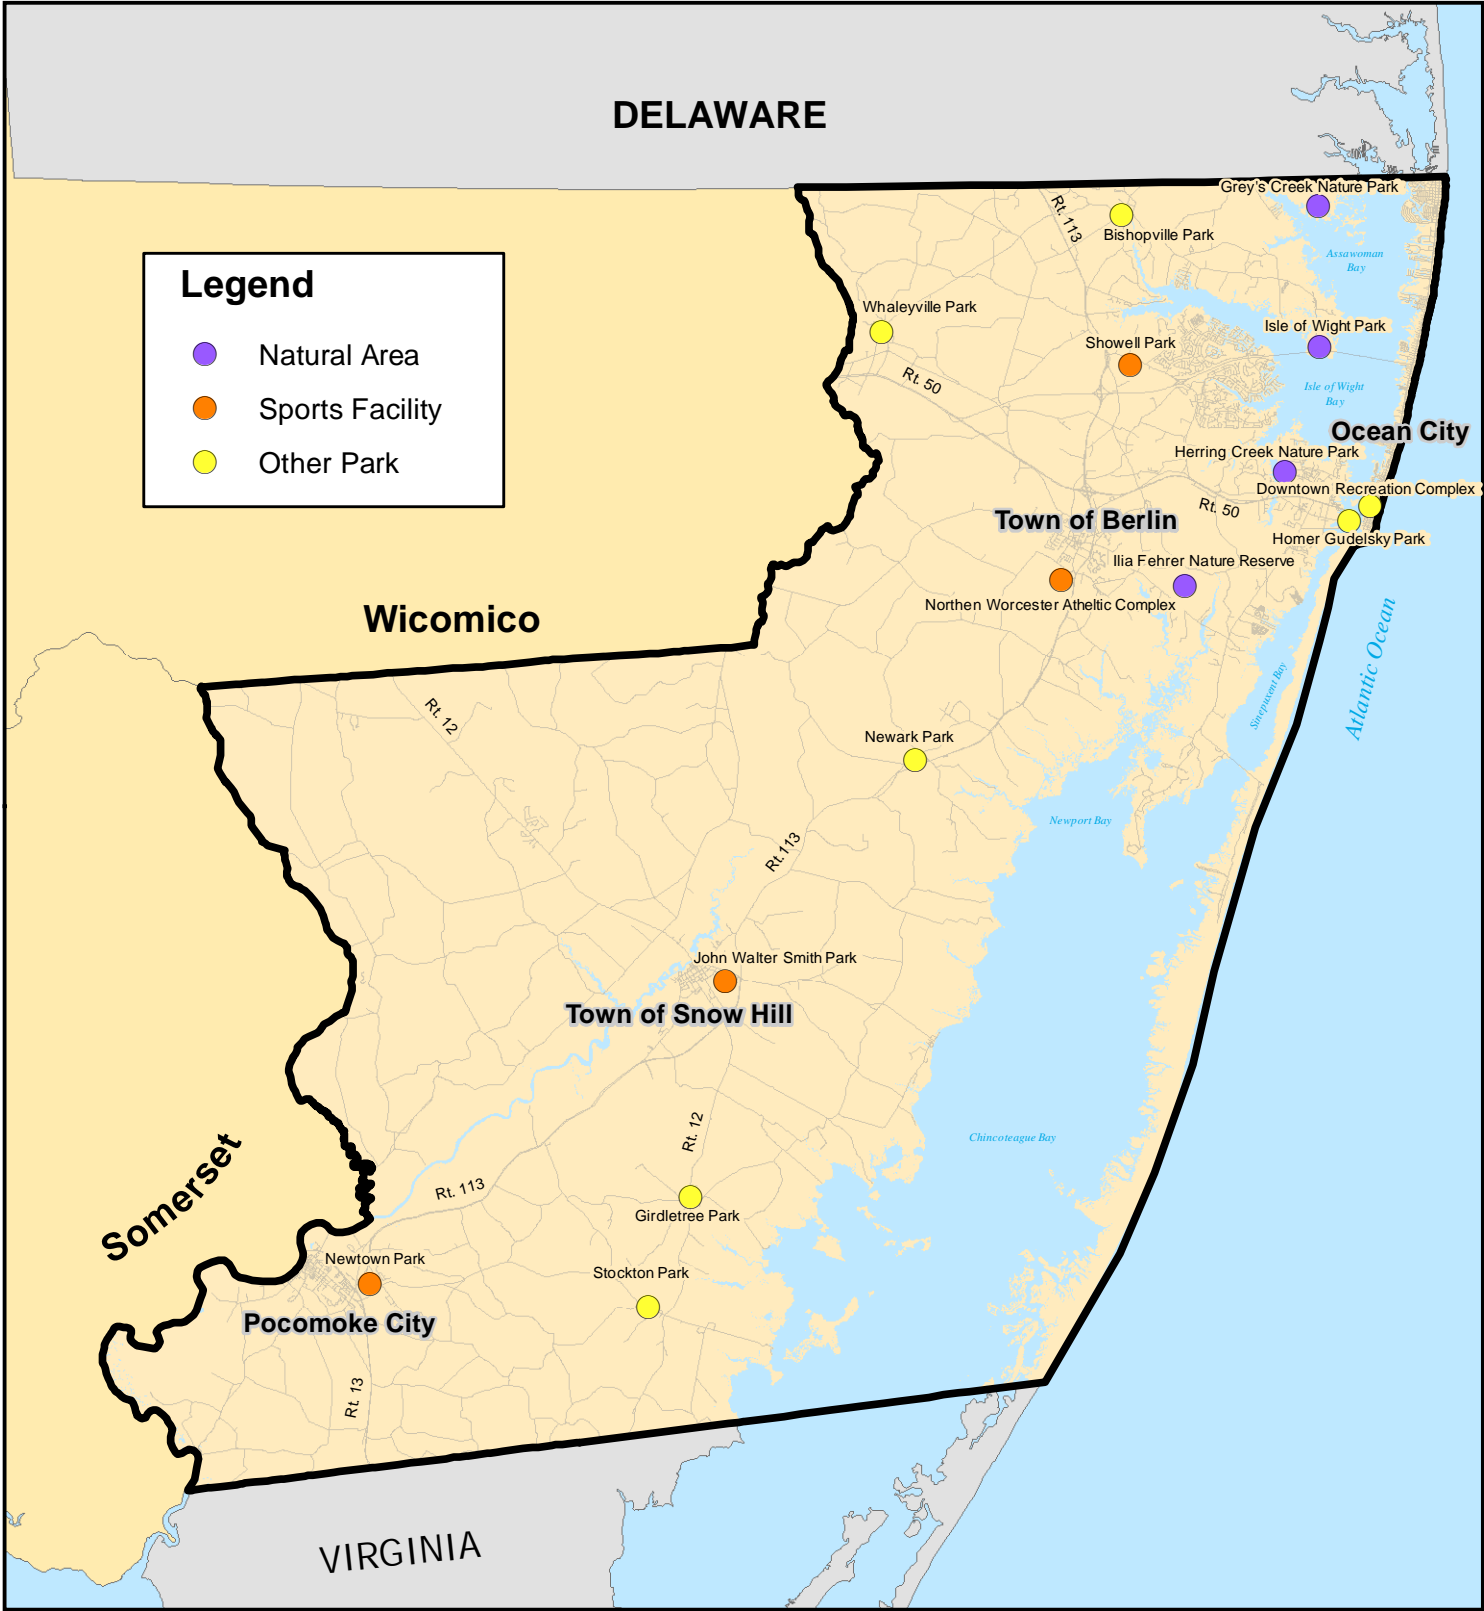 DELAWARE
Grey's Creek Nature Park
Rt. 113
Bishopville Park
Assawoman
Bay
Legend
Natural Area
Sports Facility
Other Park
Whaleyville Park
Isle of Wight Park
Showell Park
Rt. 50
Isle of Wight
Bay
Ocean City
Herring Creek Nature Park
Downtown Recreation Complex
Rt. 50
Town of Berlin
Homer Gudelsky Park
Ilia Fehrer Nature Reserve
Northen Worcester Atheltic Complex
Wicomico
Atlantic Ocean
Sinepuxent Bay
Rt. 12
Newark Park
Newport Bay
Rt.113
John Walter Smith Park
Town of Snow Hill
Rt. 12
Chincoteague Bay
Somerset
Rt. 113
Girdletree Park
Newtown Park
Stockton Park
Pocomoke City
Rt. 13
VIRGINIA